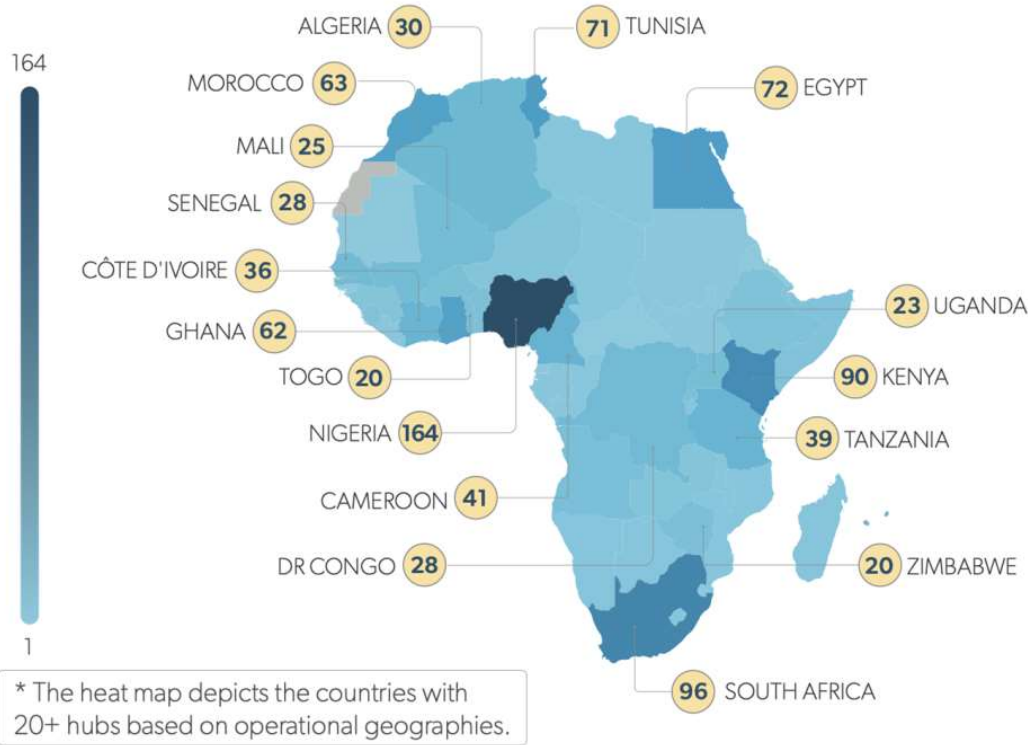 ALGERIA 30
71 TUNISIA
164
MOROCCO 63
72 EGYPT
MALI 25
SENEGAL 28
CÔTE D'IVOIRE 36
23 UGANDA
GHANA 62
TOGO 20
90 KENYA
NIGERIA 164
39 TANZANIA
CAMEROON 41
DR CONGO 28
20 ZIMBABWE
1
96 SOUTH AFRICA
* The heat map depicts the countries with
20+ hubs based on operational geographies.